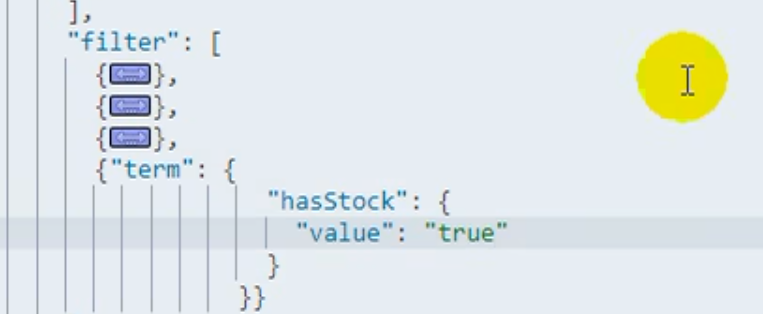 ],
"filter": [
{},
{},
{},
{"term": {
"hasStock": {
"value": "true"
}
}}